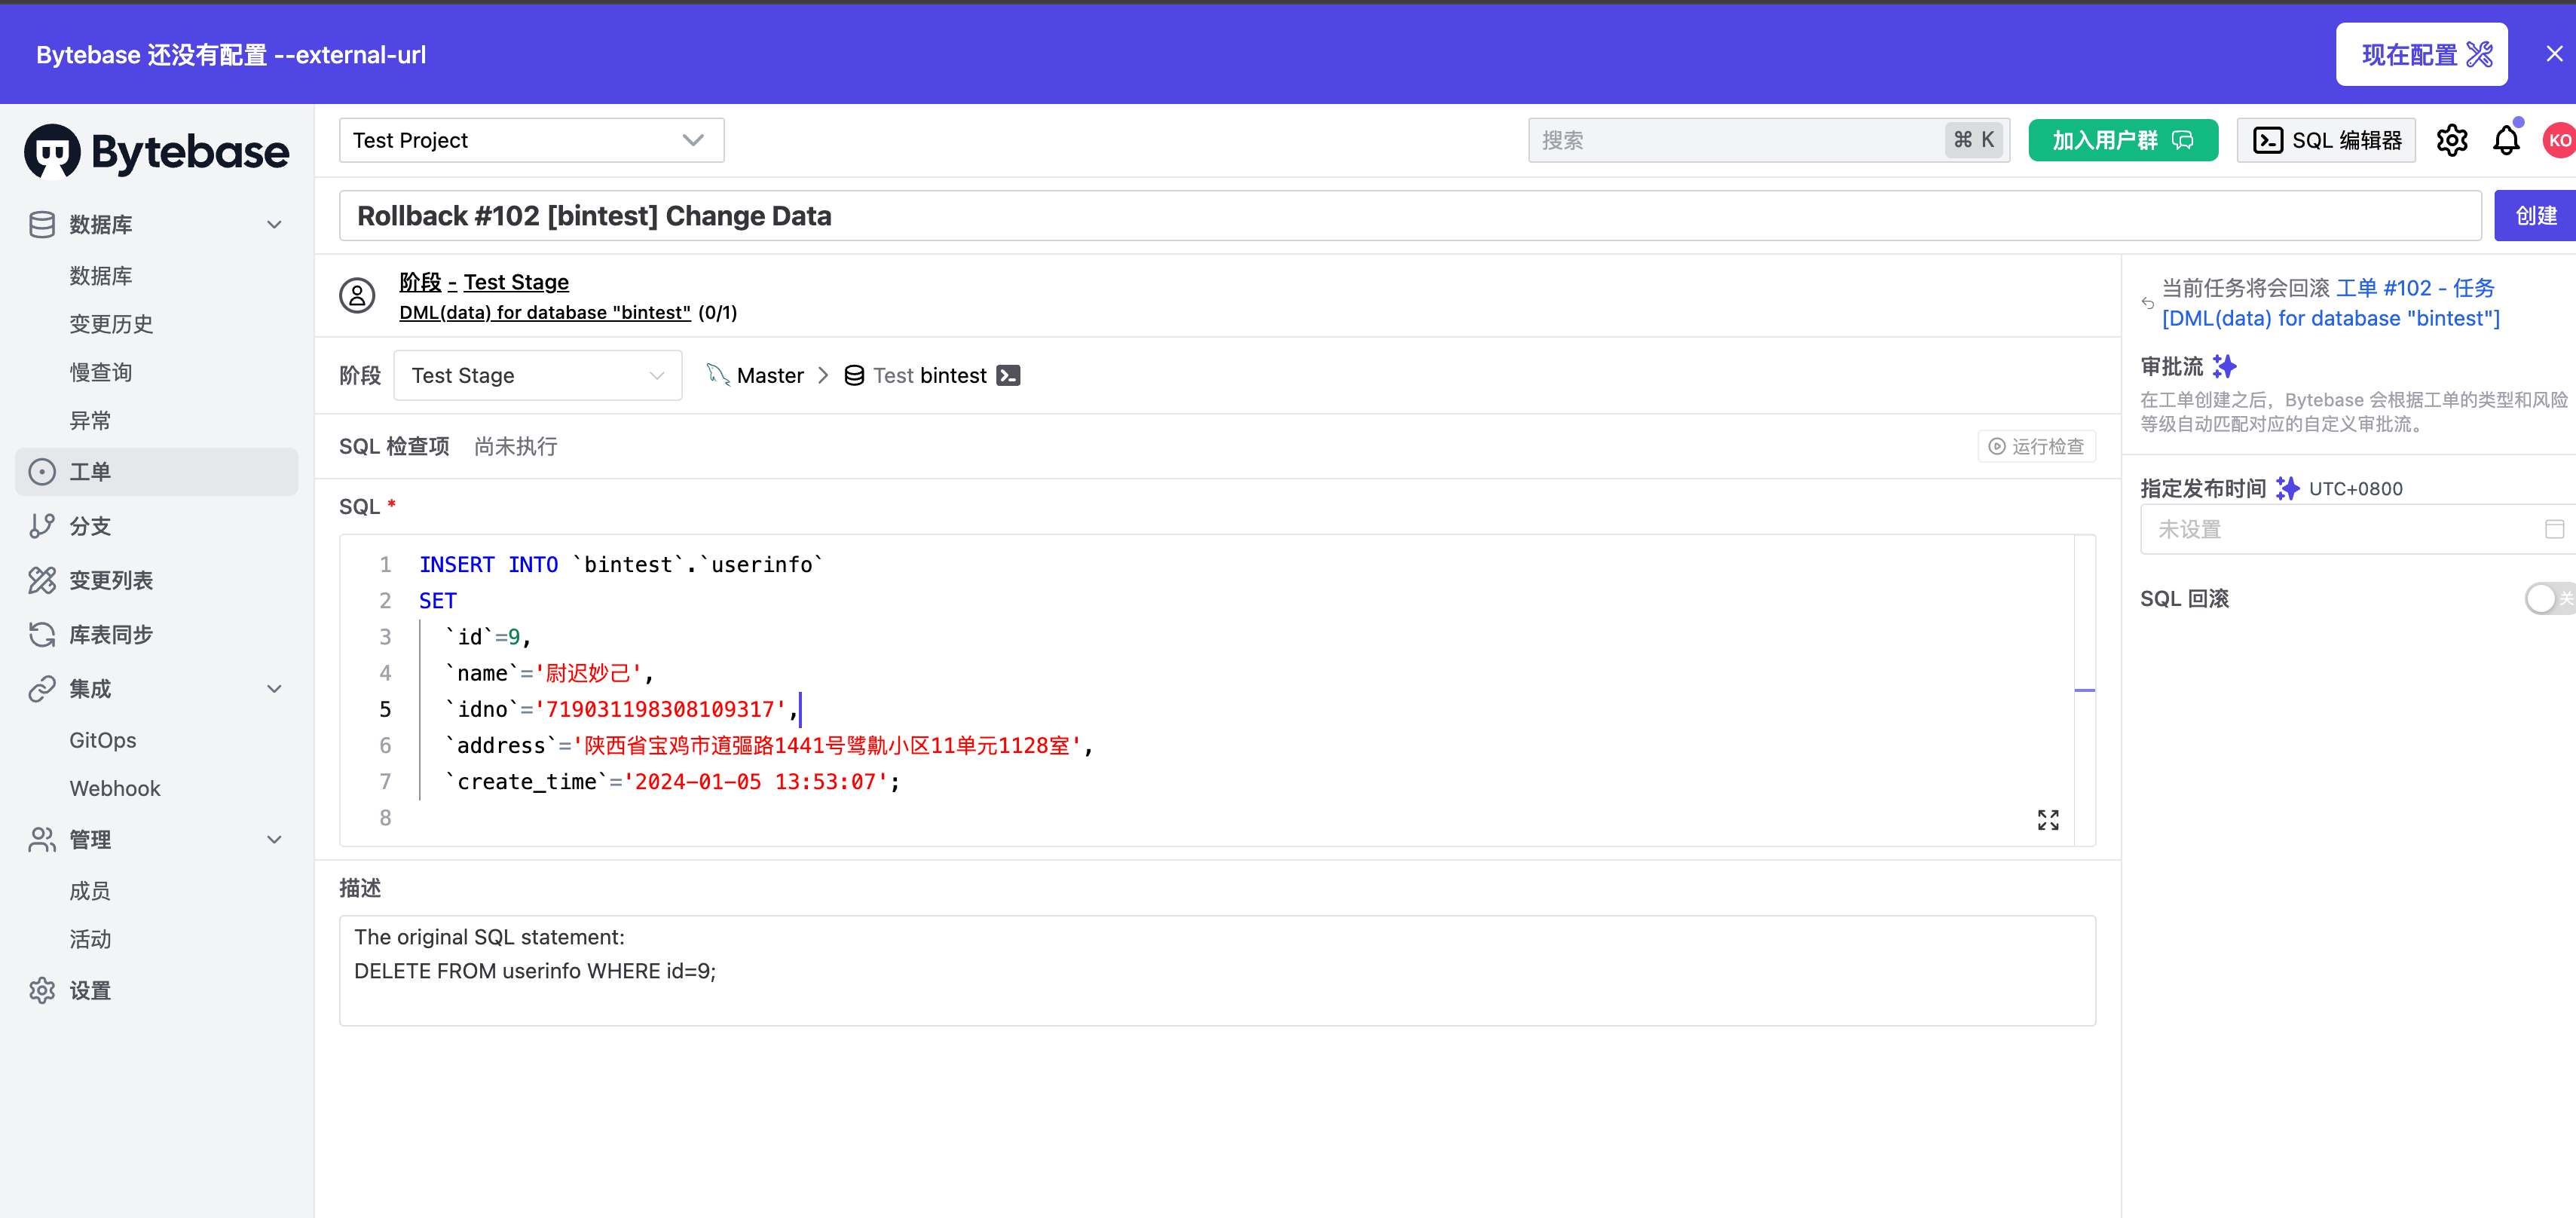 Bytebase 还没有配置 --external-url
现在配置
Bytebase
Test Project
搜索
⌘ K
加入用户群
SQL 编辑器
KO
数据库
数据库
变更历史
慢查询
异常
工单
分支
变更列表
库表同步
集成
GitOps
Webhook
管理
成员
活动
设置
Rollback #102 [bintest] Change Data
创建
阶段 - Test Stage
DML(data) for database "bintest" (0/1)
阶段
Test Stage
Master
Test bintest
SQL 检查项 尚未执行
运行检查
SQL *
1 INSERT INTO `bintest`.`userinfo`
2 SET
3 `id`=9,
4 `name`='尉迟妙己',
5 `idno`='719031198308109317',
6 `address`='陕西省宝鸡市路1441号小区11单元1128室',
7 `create_time`='2024-01-05 13:53:07';
8
描述
The original SQL statement:
DELETE FROM userinfo WHERE id=9;
当前任务将会回滚 工单 #102 - 任务
[DML(data) for database "bintest"]
审批流
在工单创建之后，Bytebase 会根据工单的类型和风险
等级自动匹配对应的自定义审批流。
指定发布时间 UTC+0800
未设置
SQL 回滚
关